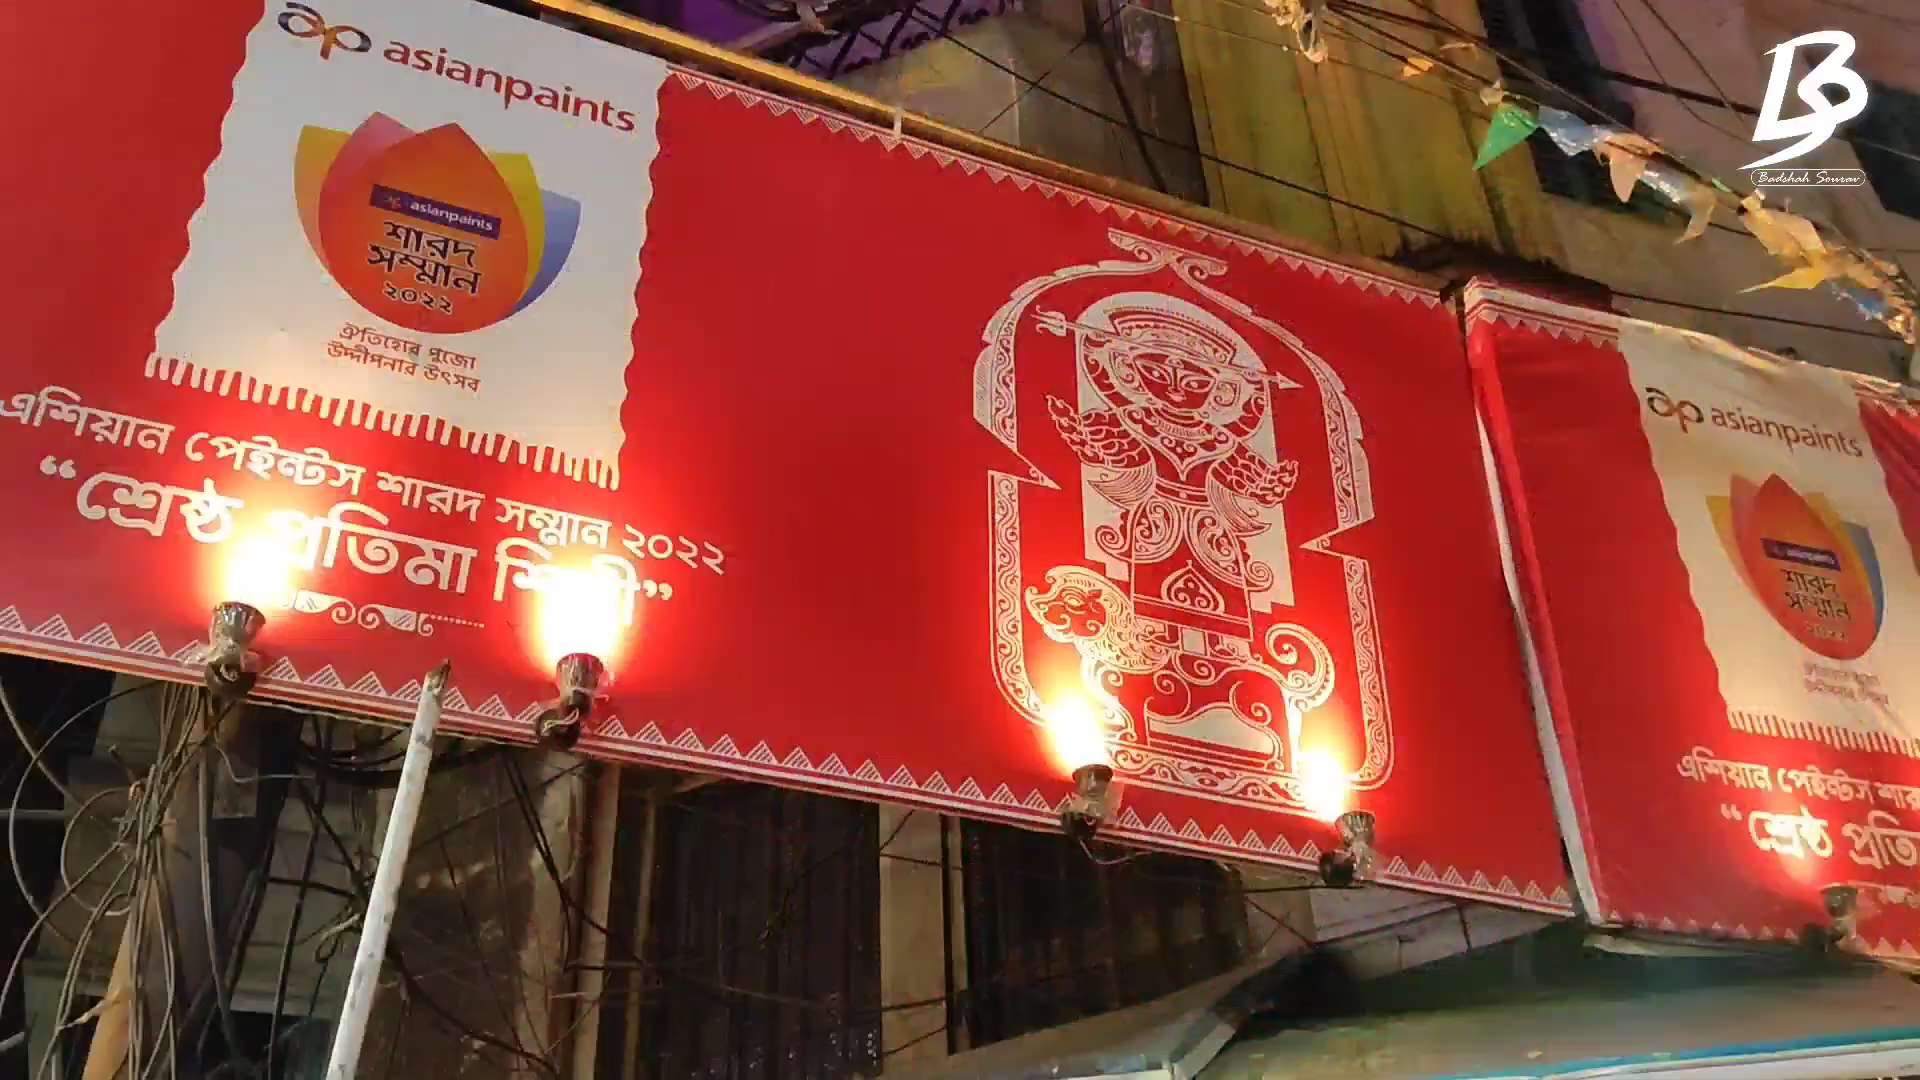 asianpaints
asianpaints
শারদ
সম্মান
২০২২
ঐতিহ্যের পুজো
উদ্দীপনার উৎসব
এশিয়ান পেইন্টস শারদ সম্মান ২০২২
“শ্রেষ্ঠ প্রতিমা
asianpaints
asianpaints
শারদ
সম্মান
২০২২
এশিয়ান পেইন্টস শার
“শ্রেষ্ঠ প্রতি
Badshah Sourav